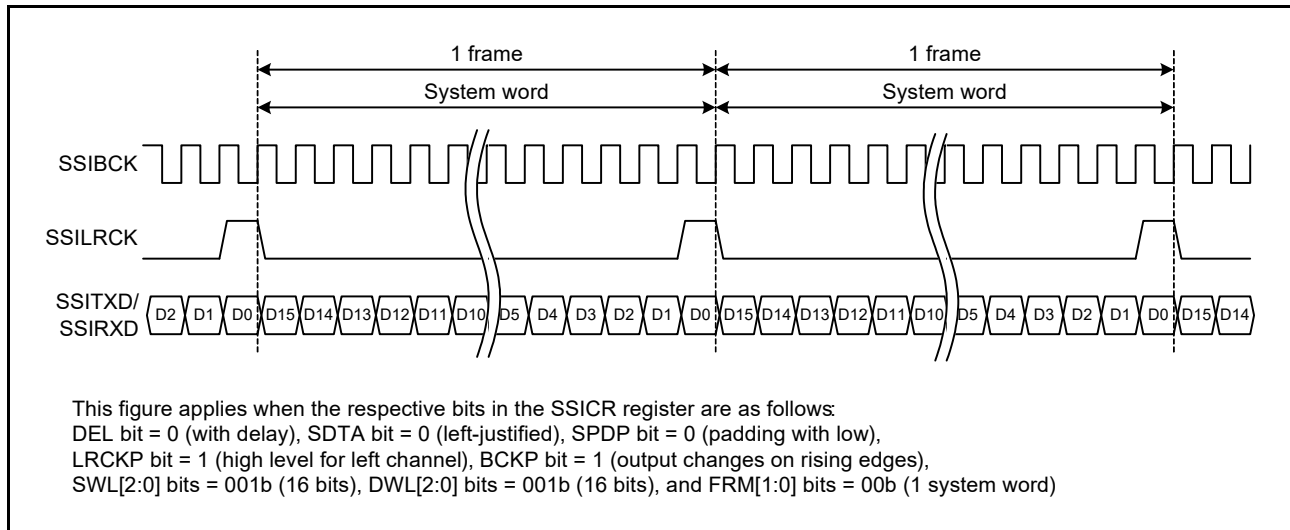 1 frame 1 frame
System word System word
SSIBCK
SSILRCK
SSITXD/
SSIRXD
D2 D1 D0 D15 D14 D13 D12 D11 D10 D5 D4 D3 D2 D1 D0 D15 D14 D13 D12 D11 D10 D5 D4 D3 D2 D1 D0 D15 D14
This figure applies when the respective bits in the SSICR register are as follows:
DEL bit = 0 (with delay), SDTA bit = 0 (left-justified), SPDP bit = 0 (padding with low),
LRCKP bit = 1 (high level for left channel), BCKP bit = 1 (output changes on rising edges),
SWL[2:0] bits = 001b (16 bits), DWL[2:0] bits = 001b (16 bits), and FRM[1:0] bits = 00b (1 system word)